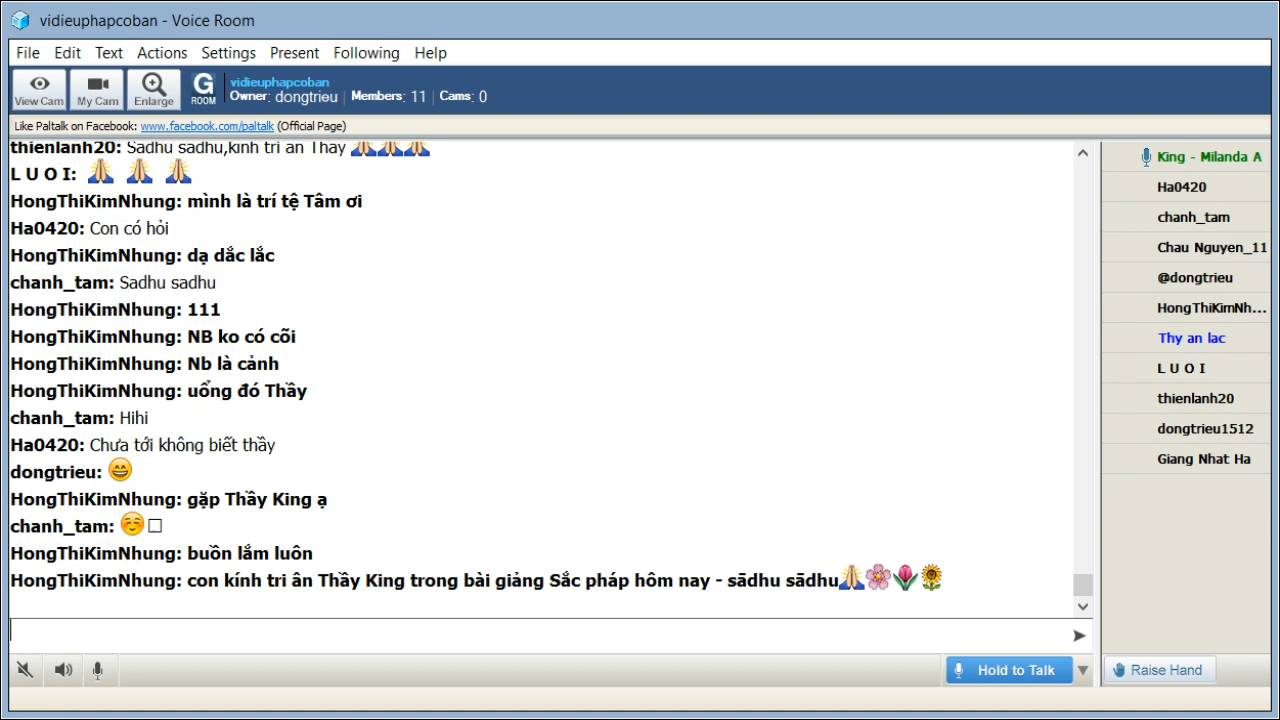 vidieuphapcoban - Voice Room
File Edit Text Actions Settings Present Following Help
View Cam My Cam Enlarge G ROOM
vidieuphapcoban
Owner: dongtrieu | Members: 11 | Cams: 0
Like Paltalk on Facebook: www.facebook.com/paltalk (Official Page)
thienlanh20: Sadhu sadhu,kinh tri ân Thầy 🙏🙏🙏
L U O I: 🙏 🙏 🙏
HongThiKimNhung: mình là trí tệ Tâm ơi
Ha0420: Con có hỏi
HongThiKimNhung: dạ dắc lắc
chanh_tam: Sadhu sadhu
HongThiKimNhung: 111
HongThiKimNhung: NB ko có cõi
HongThiKimNhung: Nb là cảnh
HongThiKimNhung: uổng đó Thầy
chanh_tam: Hihi
Ha0420: Chưa tới không biết thầy
dongtrieu: 😄
HongThiKimNhung: gặp Thầy King ạ
chanh_tam: ☺️□
HongThiKimNhung: buồn lắm luôn
HongThiKimNhung: con kính tri ân Thầy King trong bài giảng Sắc pháp hôm nay - sādhu sādhu🙏🌸🌷🌻
Hold to Talk
King - Milanda A
Ha0420
chanh_tam
Chau Nguyen_11
@dongtrieu
HongThiKimNh...
Thy an lac
L U O I
thienlanh20
dongtrieu1512
Giang Nhat Ha
Raise Hand